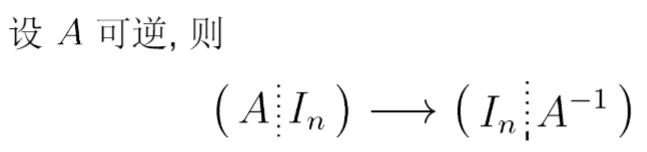 设 A 可逆, 则
( A ⋮ Iₙ ) ⟶ ( Iₙ ⋮ A⁻¹ )